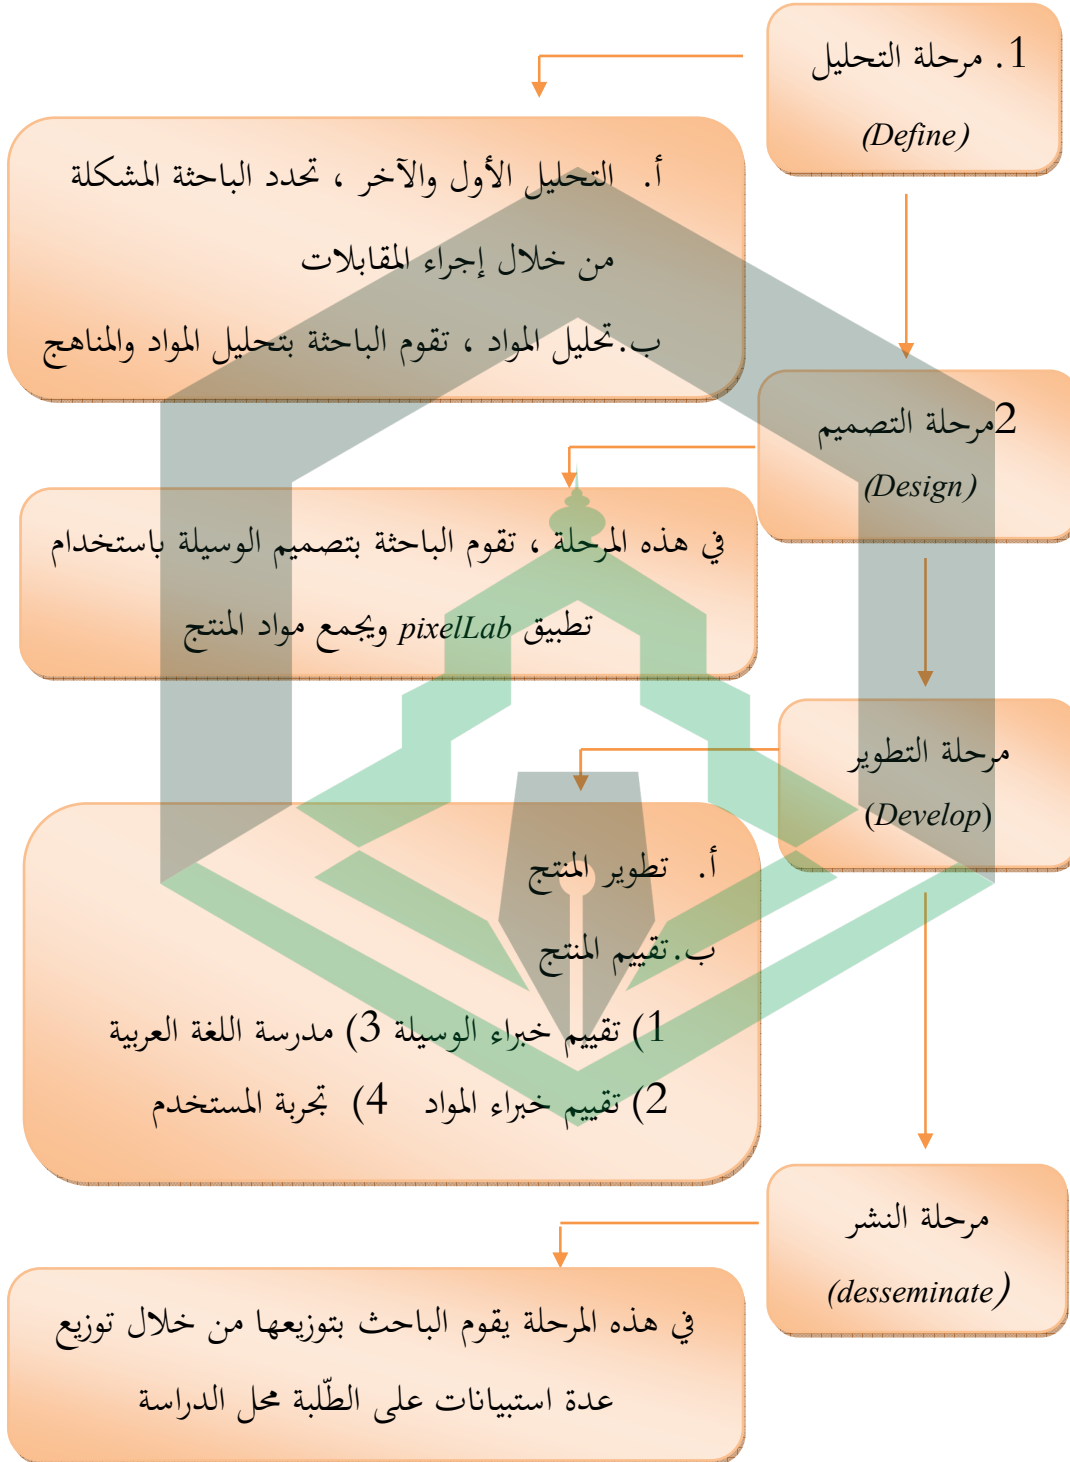 1. مرحلة التحليل
(Define)
أ. التحليل الأول والآخر ، تحدد الباحثة المشكلة
من خلال إجراء المقابلات
ب.تحليل المواد ، تقوم الباحثة بتحليل المواد والمناهج
2مرحلة التصميم
(Design)
في هذه المرحلة ، تقوم الباحثة بتصميم الوسيلة باستخدام
تطبيق pixelLab ويجمع مواد المنتج
مرحلة التطوير
(Develop)
أ. تطوير المنتج
ب.تقييم المنتج
1) تقييم خبراء الوسيلة 3) مدرسة اللغة العربية
2) تقييم خبراء المواد 4) تجربة المستخدم
مرحلة النشر
(desseminate)
في هذه المرحلة يقوم الباحث بتوزيعها من خلال توزيع
عدة استبيانات على الطّلبة محل الدراسة